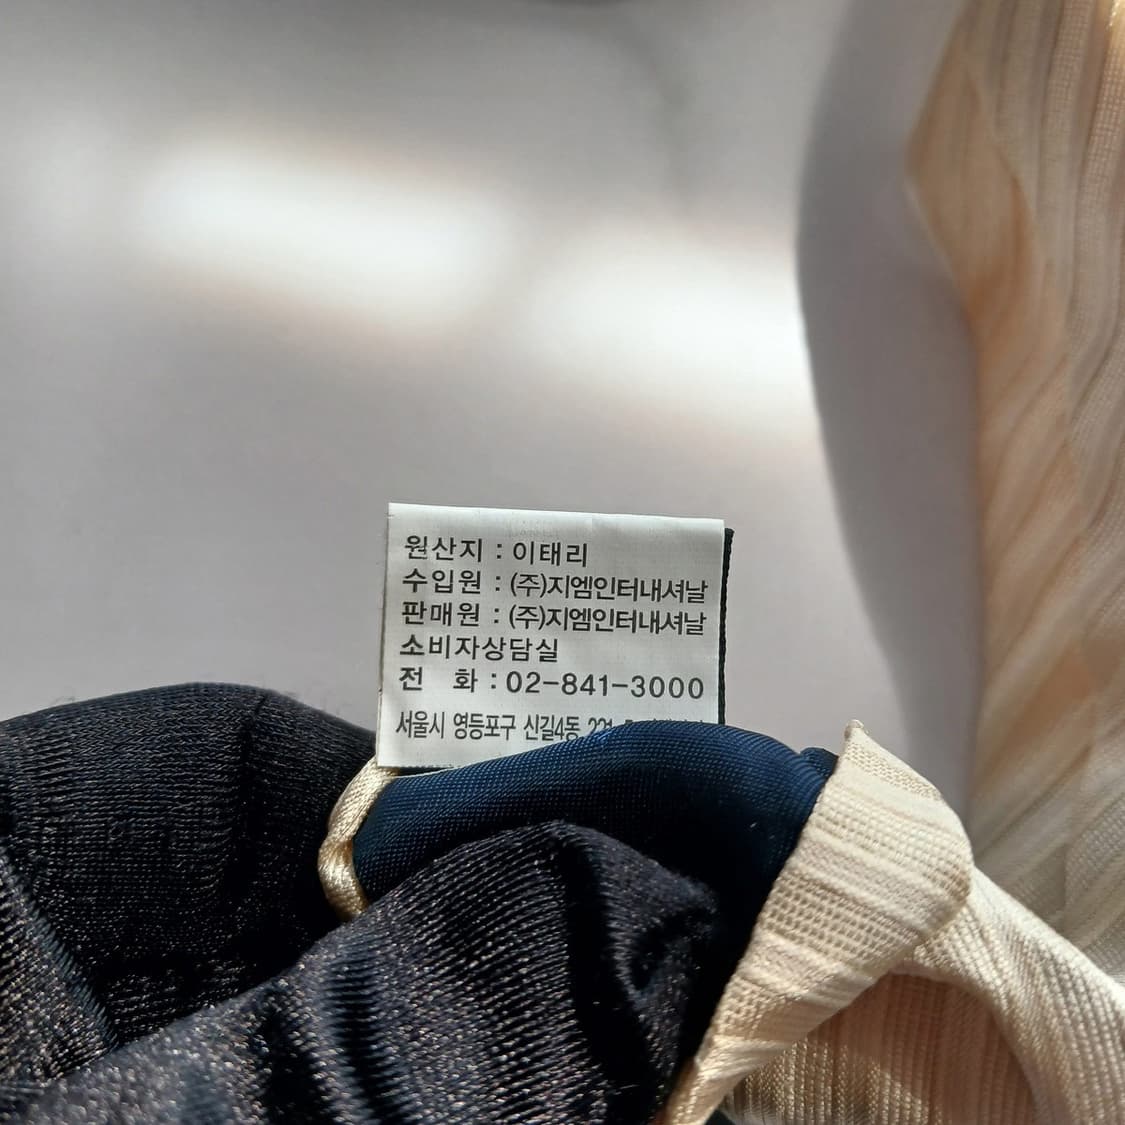 원산지 : 이태리
수입원 : (주)지엠인터내셔날
판매원 : (주)지엠인터내셔날
소비자상담실
전 화 : 02-841-3000
서울시 영등포구 신길4동